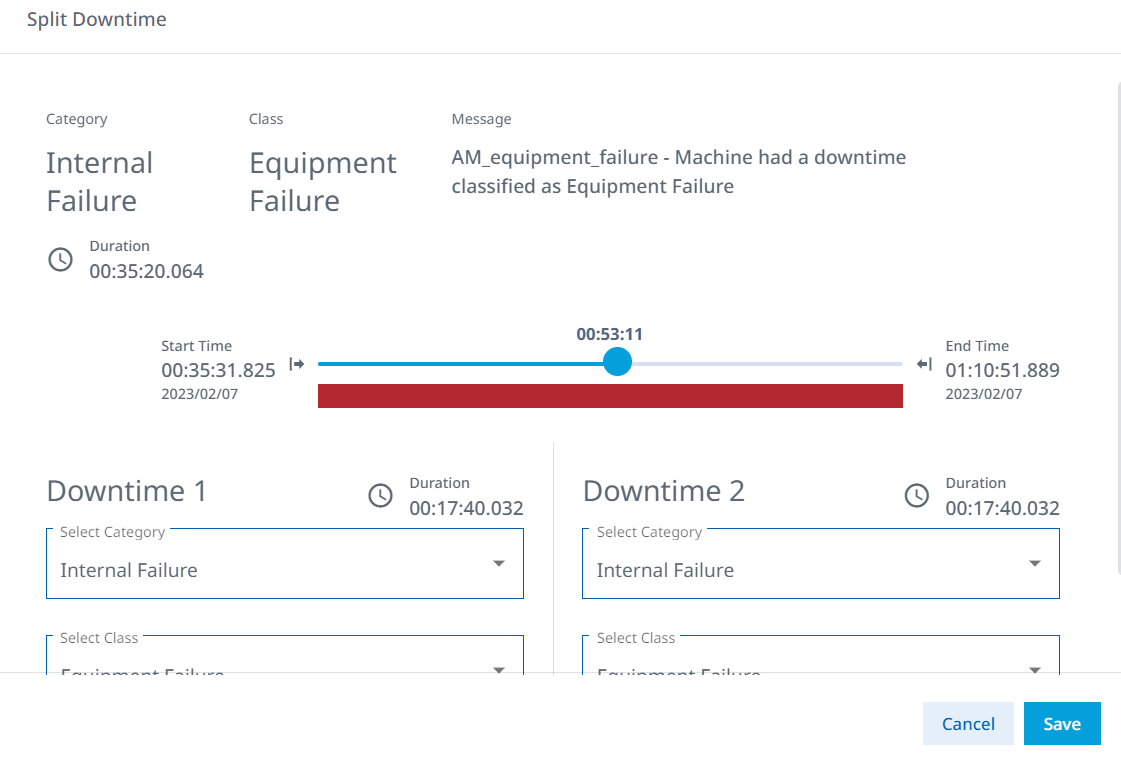 Split Downtime
Category
Class
Message
Internal
Failure
Equipment
Failure
AM_equipment_failure - Machine had a downtime
classified as Equipment Failure
Duration
00:35:20.064
00:53:11
Start Time
00:35:31.825
2023/02/07
End Time
01:10:51.889
2023/02/07
Downtime 1
Duration
00:17:40.032
Select Category
Internal Failure
Select Class
Equipment Failure
Downtime 2
Duration
00:17:40.032
Select Category
Internal Failure
Select Class
Equipment Failure
Cancel
Save